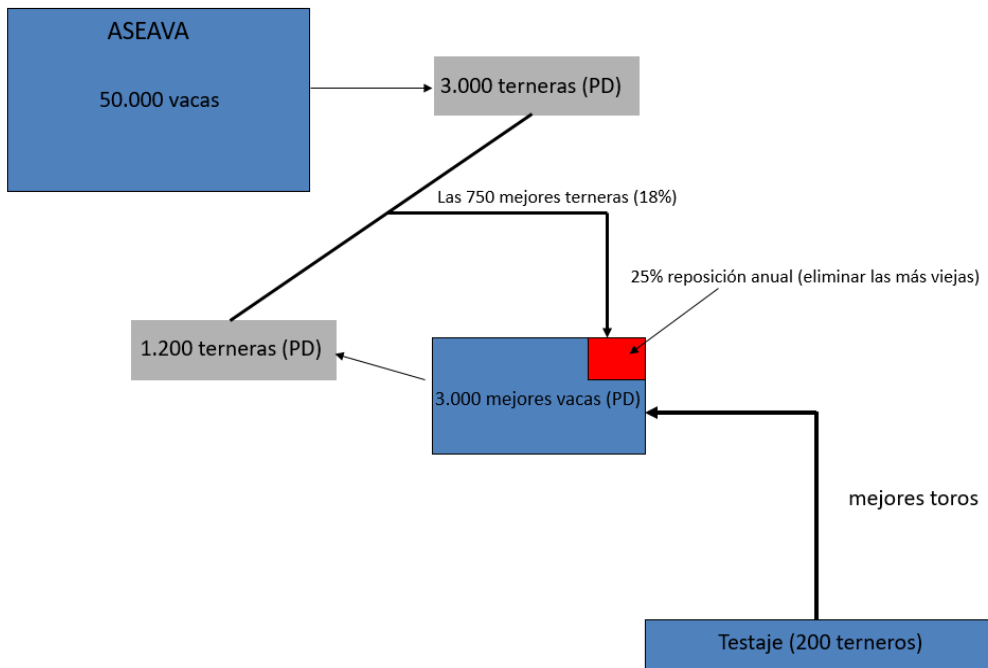 ASEAVA
50.000 vacas
3.000 terneras (PD)
Las 750 mejores terneras (18%)
25% reposición anual (eliminar las más viejas)
1.200 terneras (PD)
3.000 mejores vacas (PD)
mejores toros
Testaje (200 terneros)